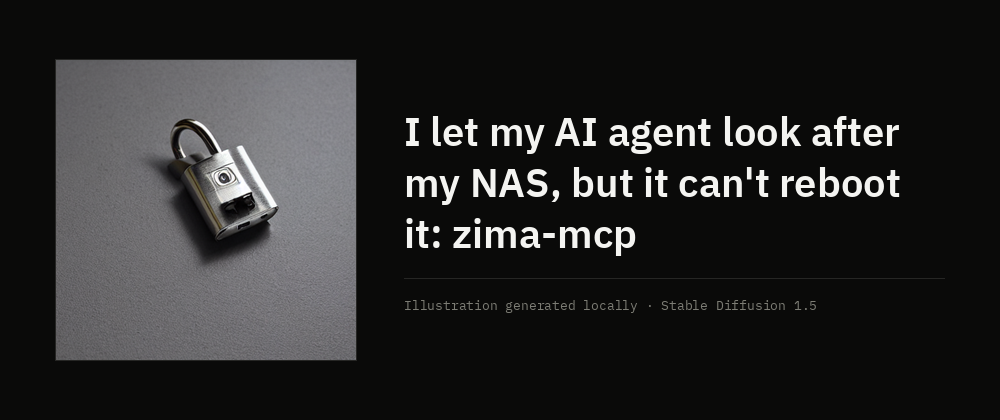 I let my AI agent look after
my NAS, but it can't reboot
it: zima-mcp
Illustration generated locally · Stable Diffusion 1.5